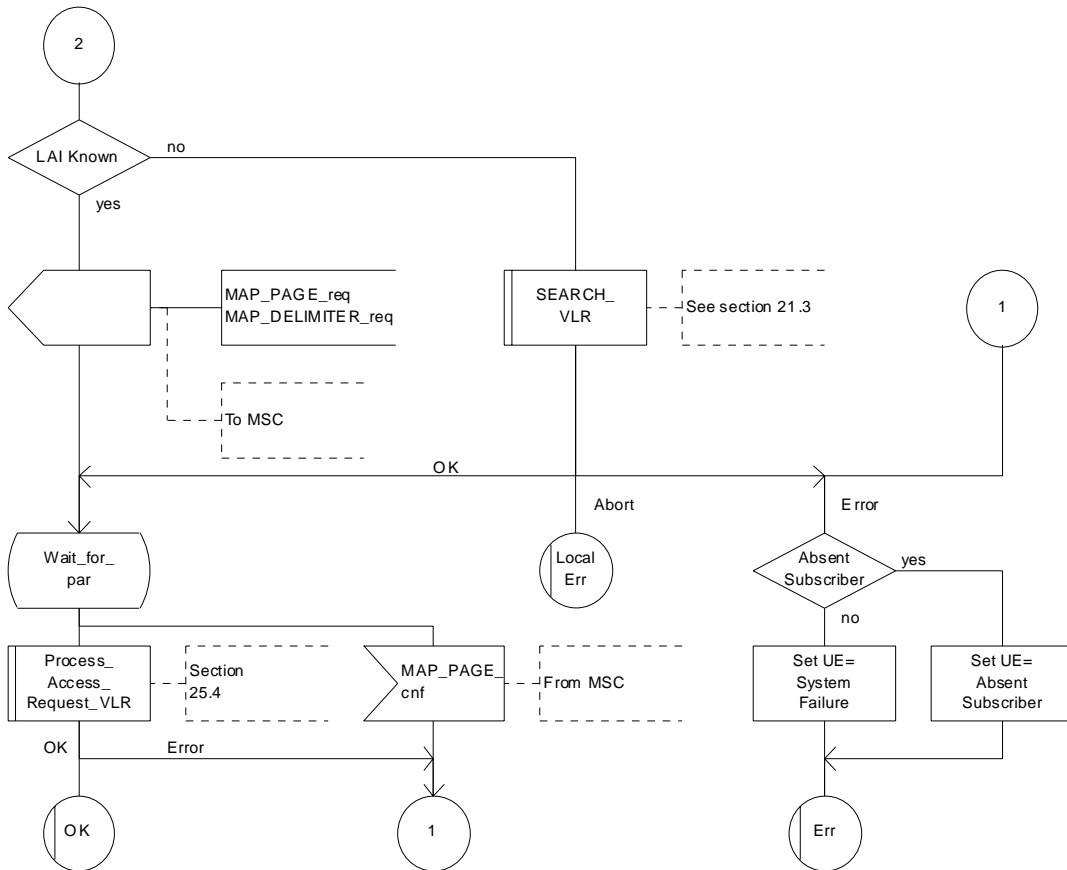 2
LAI Known
no
yes
MAP_PAGE_req
MAP_DELIMITER_req
SEARCH_
VLR
See section 21.3
1
To MSC
OK
Abort
Error
Wait_for_
par
Local
Err
Absent
Subscriber
yes
no
Process_
Access_
Request_VLR
Section
25.4
MAP_PAGE_
cnf
From MSC
Set UE=
System
Failure
Set UE=
Absent
Subscriber
OK
Error
OK
1
Err